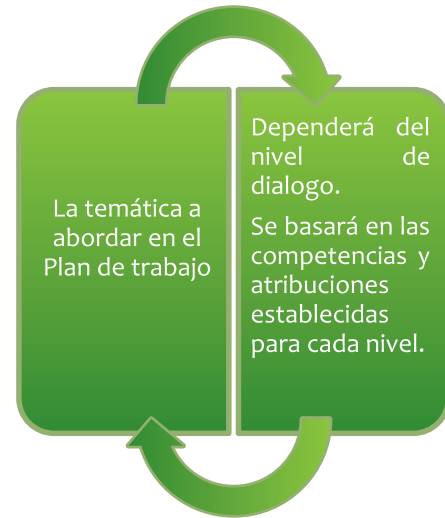 La temática a
abordar en el
Plan de trabajo
Dependerá del
nivel de
dialogo.
Se basará en las
competencias y
atribuciones
establecidas
para cada nivel.